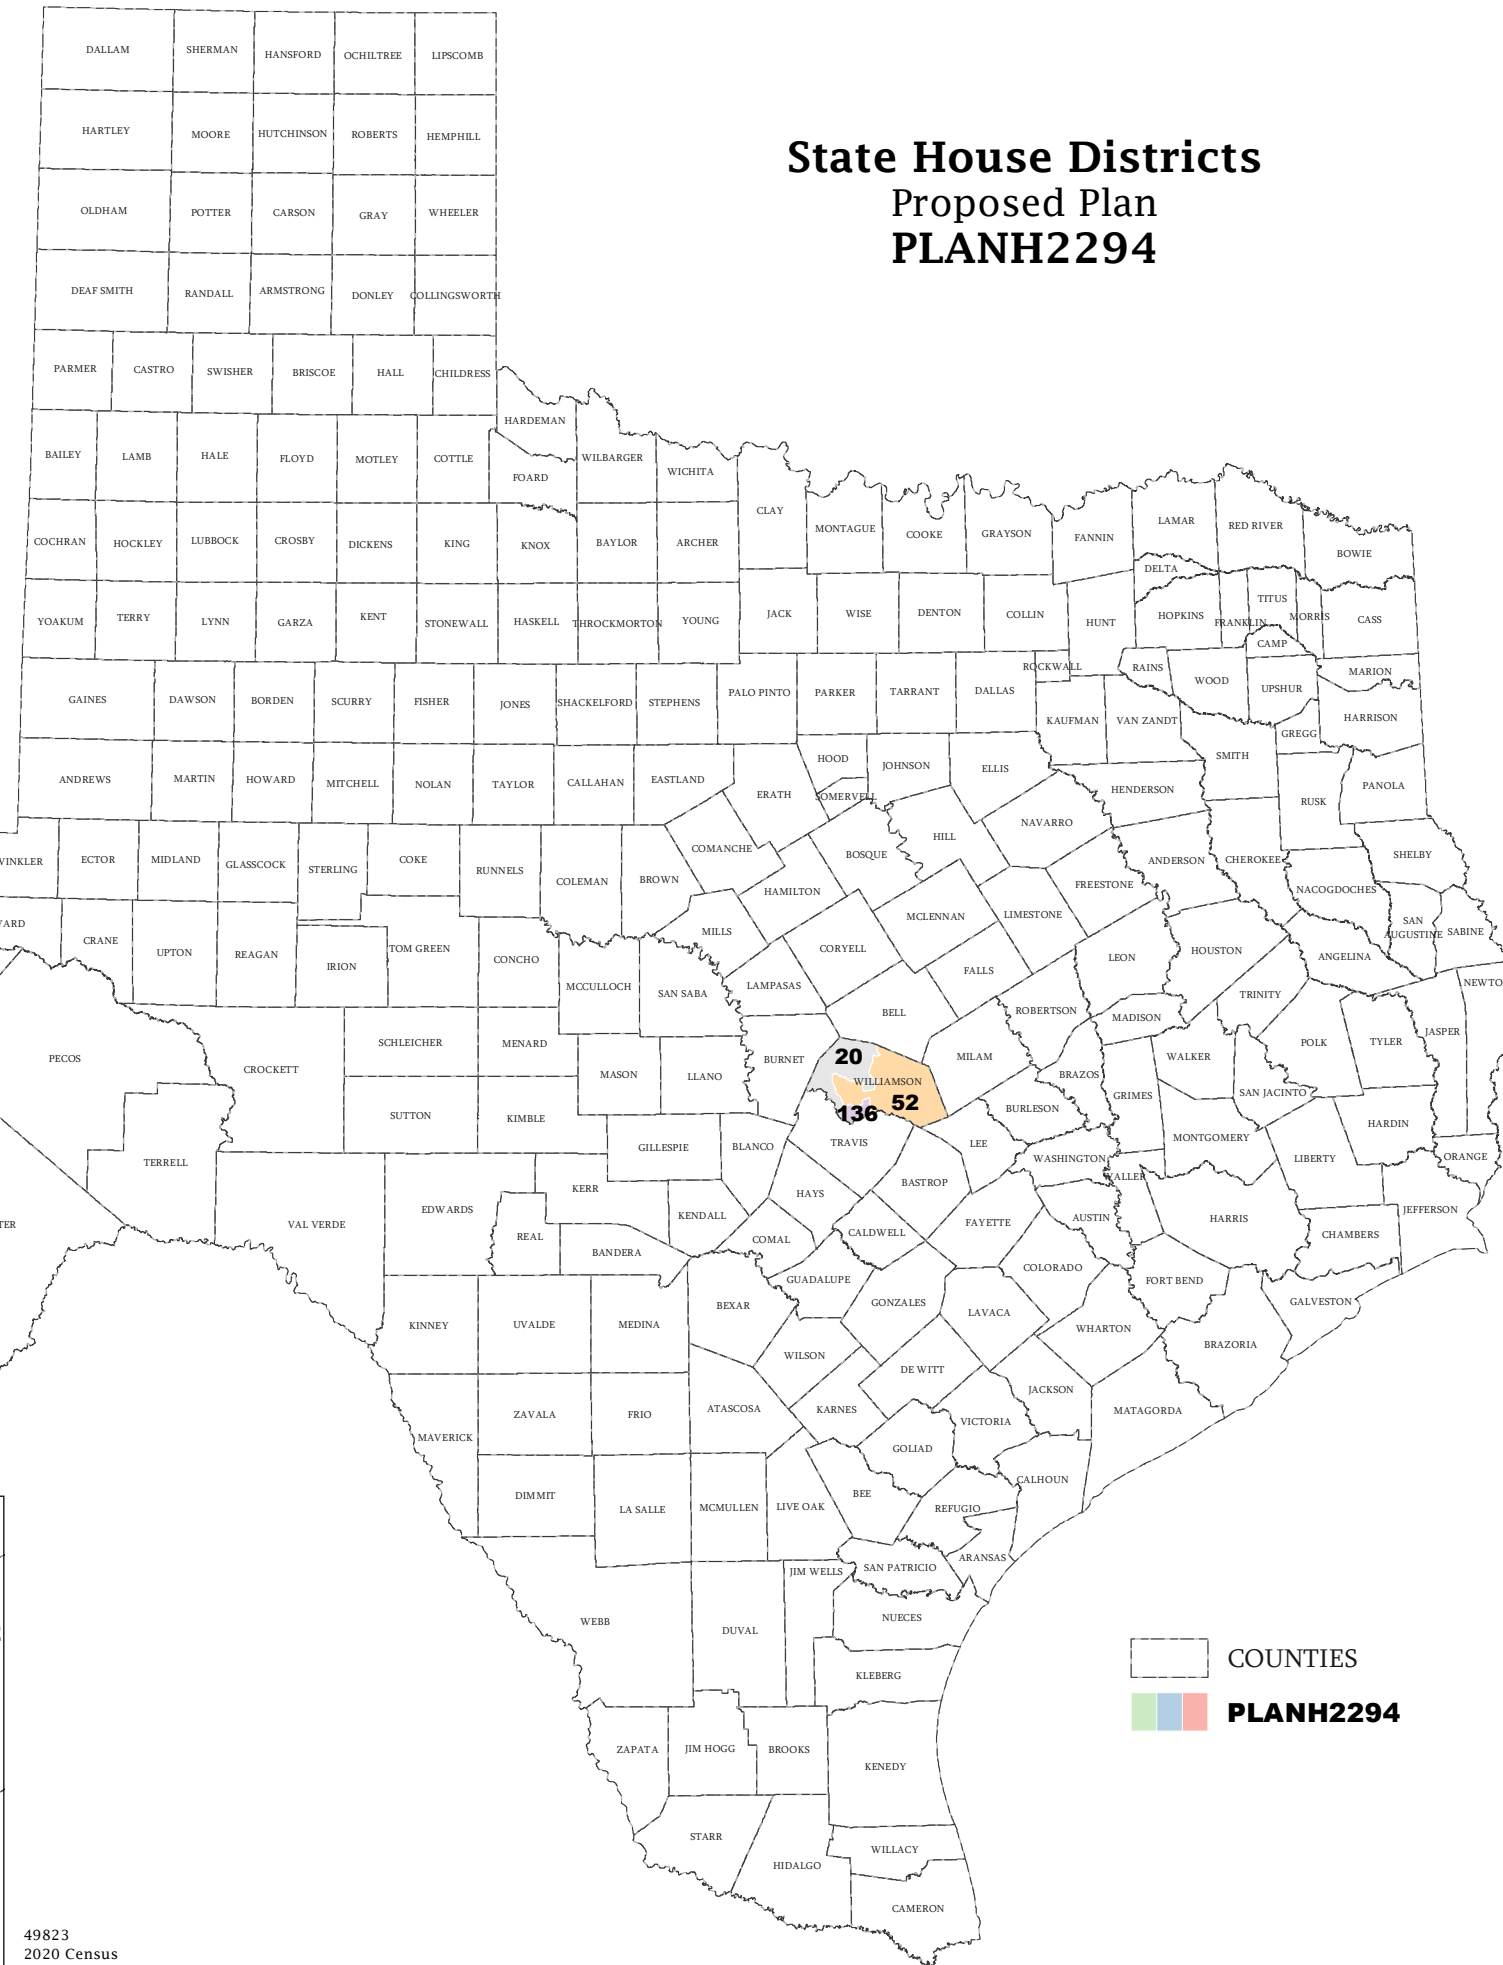 State House Districts
Proposed Plan
PLANH2294
DALLAM
SHERMAN
HANSFORD
OCHILTREE
LIPSCOMB
HARTLEY
MOORE
HUTCHINSON
ROBERTS
HEMPHILL
OLDHAM
POTTER
CARSON
GRAY
WHEELER
DEAF SMITH
RANDALL
ARMSTRONG
DONLEY
COLLINGSWORTH
PARMER
CASTRO
SWISHER
BRISCOE
HALL
CHILDRESS
HARDEMAN
BAILEY
LAMB
HALE
FLOYD
MOTLEY
COTTLE
FOARD
WILBARGER
WICHITA
CLAY
MONTAGUE
COOKE
GRAYSON
FANNIN
LAMAR
RED RIVER
BOWIE
DELTA
COCHRAN
HOCKLEY
LUBBOCK
CROSBY
DICKENS
KING
KNOX
BAYLOR
ARCHER
YOAKUM
TERRY
LYNN
GARZA
KENT
STONEWALL
HASKELL
THROCKMORTON
YOUNG
JACK
WISE
DENTON
COLLIN
HUNT
HOPKINS
FRANKLIN
TITUS
MORRIS
CASS
CAMP
ROCKWALL
RAINS
WOOD
UPSHUR
MARION
GAINES
DAWSON
BORDEN
SCURRY
FISHER
JONES
SHACKELFORD
STEPHENS
PALO PINTO
PARKER
TARRANT
DALLAS
KAUFMAN
VAN ZANDT
GREGG
HARRISON
SMITH
ANDREWS
MARTIN
HOWARD
MITCHELL
NOLAN
TAYLOR
CALLAHAN
EASTLAND
ERATH
HOOD
SOMERVELL
JOHNSON
ELLIS
HENDERSON
RUSK
PANOLA
NAVARRO
HILL
WINKLER
ECTOR
MIDLAND
GLASSCOCK
STERLING
COKE
RUNNELS
COLEMAN
BROWN
COMANCHE
BOSQUE
HAMILTON
FREESTONE
ANDERSON
CHEROKEE
SHELBY
NACOGDOCHES
WARD
CRANE
UPTON
REAGAN
IRION
TOM GREEN
CONCHO
MCCULLOCH
SAN SABA
MILLS
LAMPASAS
CORYELL
MCLENNAN
LIMESTONE
FALLS
LEON
HOUSTON
ANGELINA
SAN
AUGUSTINE
SABINE
NEWTO
TRINITY
BELL
ROBERTSON
MADISON
POLK
TYLER
JASPER
PECOS
CROCKETT
SCHLEICHER
MENARD
MASON
LLANO
BURNET
20
WILLIAMSON
52
136
MILAM
BRAZOS
WALKER
GRIMES
SAN JACINTO
SUTTON
KIMBLE
GILLESPIE
BLANCO
TRAVIS
LEE
BURLESON
MONTGOMERY
HARDIN
LIBERTY
ORANGE
TERRELL
WASHINGTON
WALLER
VAL VERDE
EDWARDS
KERR
REAL
BANDERA
KENDALL
HAYS
BASTROP
COMAL
CALDWELL
FAYETTE
AUSTIN
HARRIS
CHAMBERS
JEFFERSON
TER
GUADALUPE
COLORADO
FORT BEND
GALVESTON
KINNEY
UVALDE
MEDINA
BEXAR
GONZALES
LAVACA
WHARTON
BRAZORIA
WILSON
DE WITT
JACKSON
MATAGORDA
MAVERICK
ZAVALA
FRIO
ATASCOSA
KARNES
VICTORIA
GOLIAD
CALHOUN
DIMMIT
LA SALLE
MCMULLEN
LIVE OAK
BEE
REFUGIO
ARANSAS
SAN PATRICIO
JIM WELLS
WEBB
DUVAL
NUECES
KLEBERG
ZAPATA
JIM HOGG
BROOKS
KENEDY
STARR
HIDALGO
WILLACY
CAMERON
COUNTIES
PLANH2294
49823
2020 Census